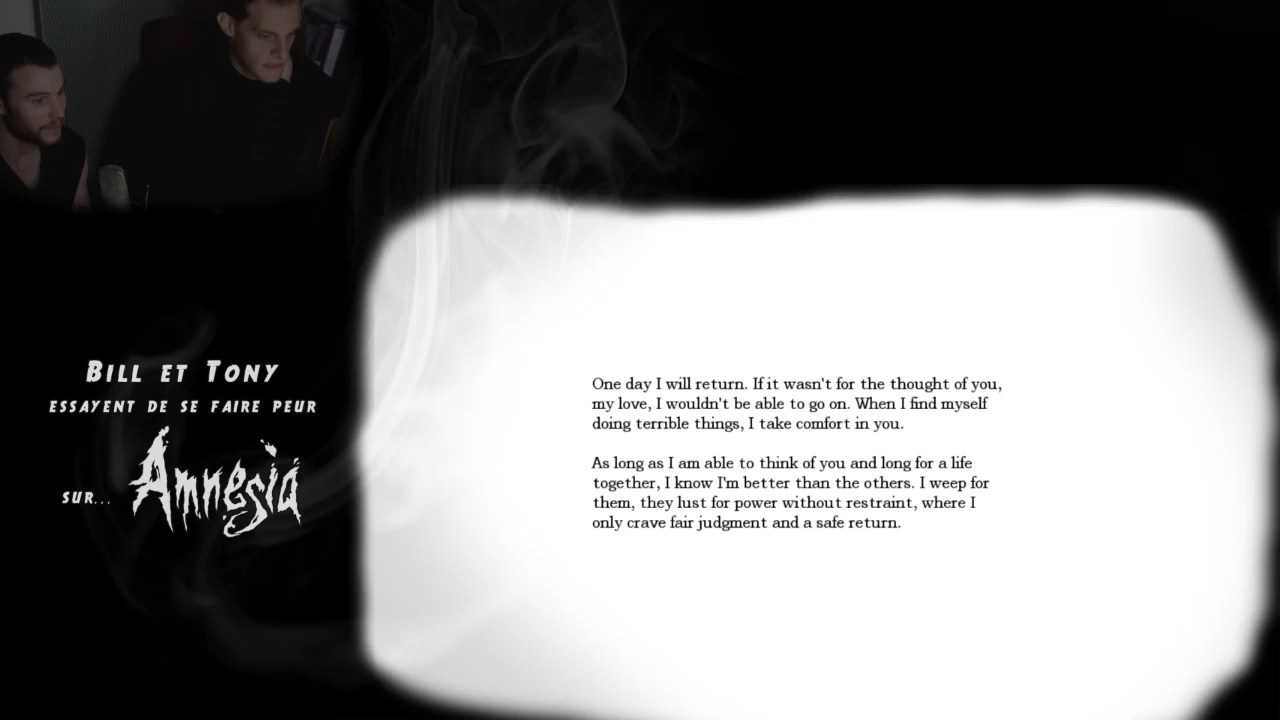 BILL ET TONY
ESSAYENT DE SE FAIRE PEUR
SUR... Amnesia
One day I will return. If it wasn't for the thought of you,
my love, I wouldn't be able to go on. When I find myself
doing terrible things, I take comfort in you.
As long as I am able to think of you and long for a life
together, I know I'm better than the others. I weep for
them, they lust for power without restraint, where I
only crave fair judgment and a safe return.